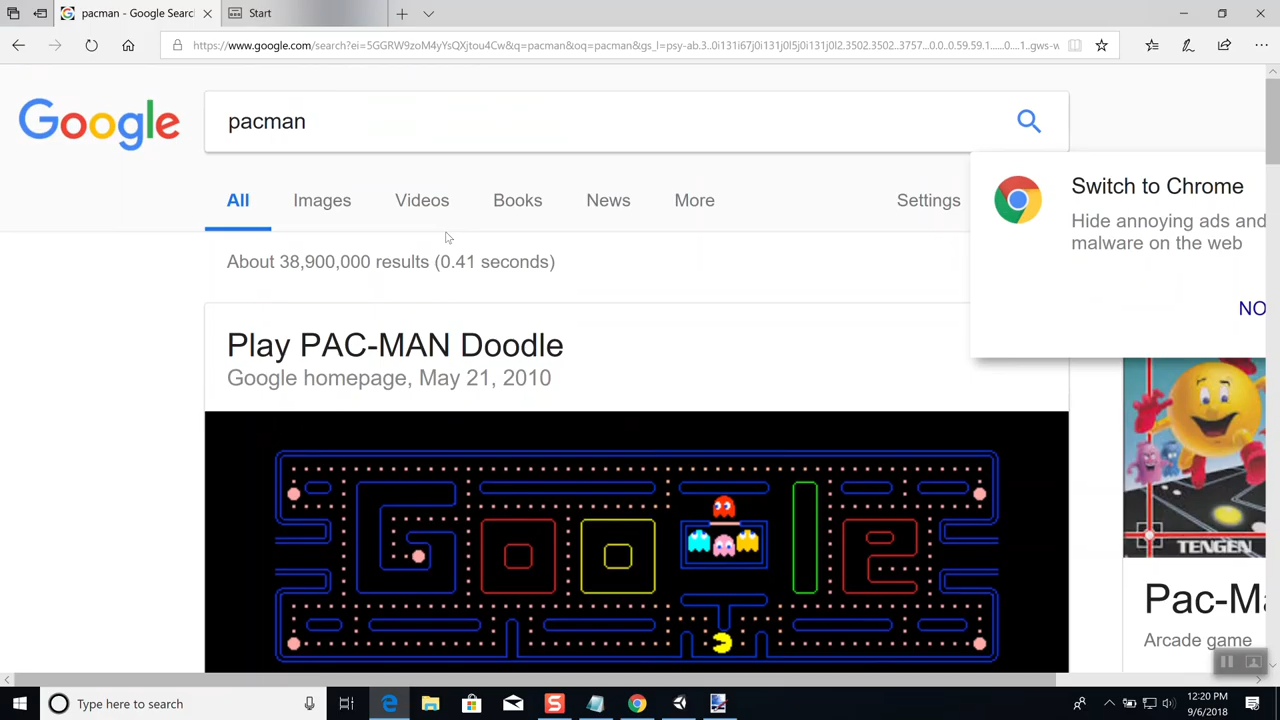 pacman - Google Searc
Start
https://www.google.com/search?ei=5GGRW9zoM4yYsQXjtou4Cw&q=pacman&oq=pacman&gs_l=psy-ab.3..0i131i67j0i131j0l5j0i131j0l2.3502.3502..3757...0.0..0.59.59.1......0....1..gws-w
Google
pacman
All
Images
Videos
Books
News
More
Settings
Switch to Chrome
Hide annoying ads and
malware on the web
NO
About 38,900,000 results (0.41 seconds)
Play PAC-MAN Doodle
Google homepage, May 21, 2010
TENGEN
Pac-Ma
Arcade game
Type here to search
12:20 PM
9/6/2018